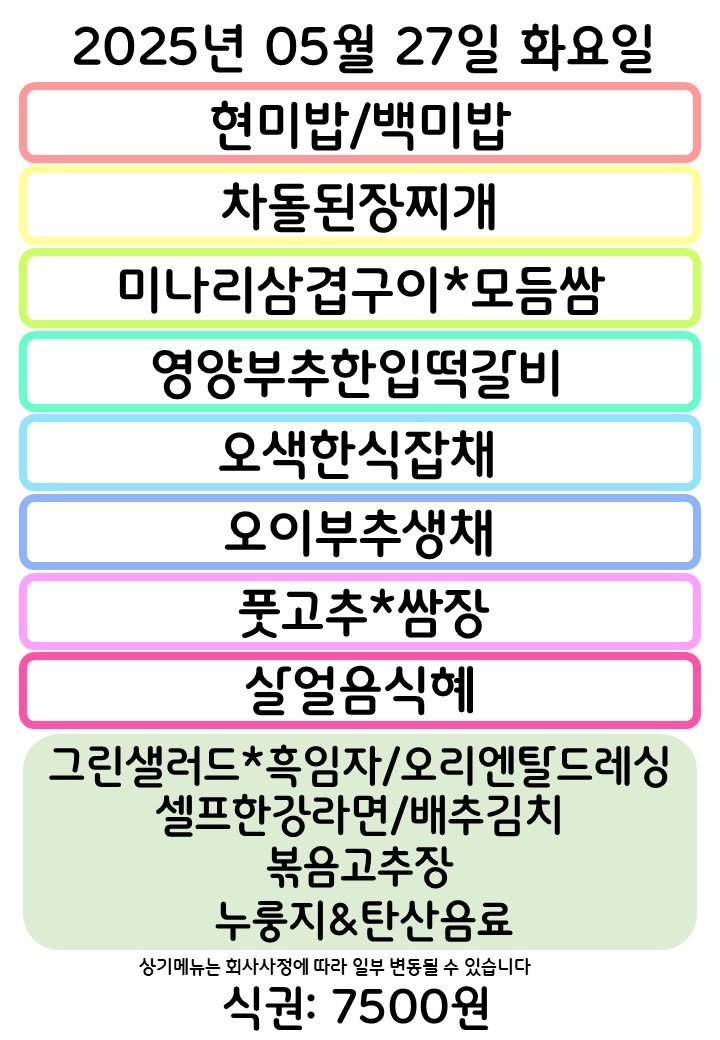 2025년 05월 27일 화요일
현미밥/백미밥
차돌된장찌개
미나리삼겹구이*모듬쌈
영양부추한입떡갈비
오색한식잡채
오이부추생채
풋고추*쌈장
살얼음식혜
그린샐러드*흑임자/오리엔탈드레싱
셀프한강라면/배추김치
볶음고추장
누룽지&탄산음료
상기메뉴는 회사사정에 따라 일부 변동될 수 있습니다
식권: 7500원